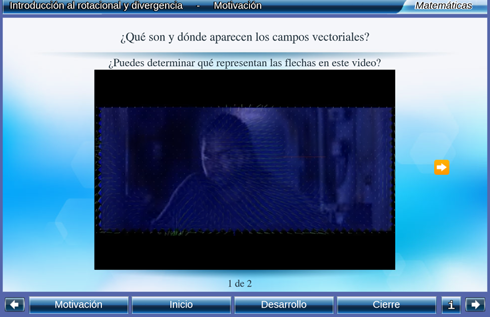 Introducción al rotacional y divergencia - Motivación
Matemáticas
¿Qué son y dónde aparecen los campos vectoriales?
¿Puedes determinar qué representan las flechas en este video?
1 de 2
Motivación
Inicio
Desarrollo
Cierre
i